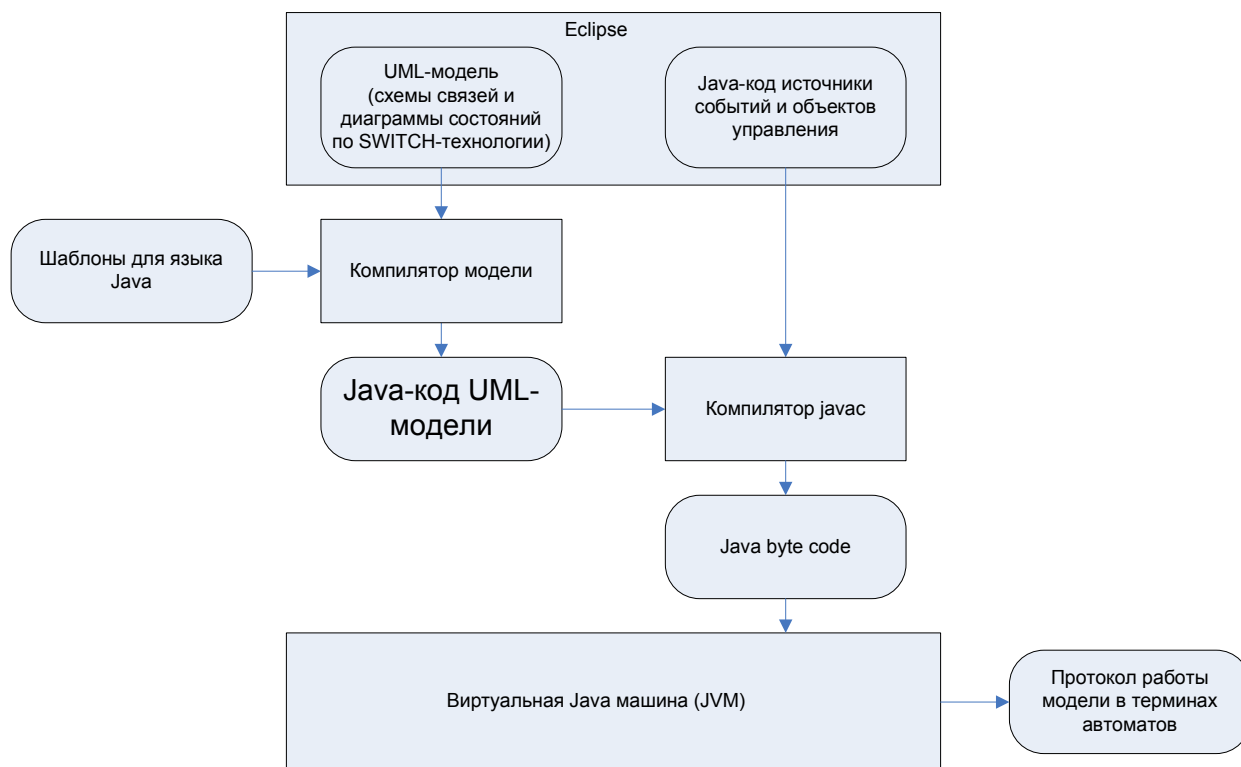 Eclipse
UML-модель
(схемы связей и
диаграммы состояний
по SWITCH-технологии)
Java-код источники
событий и объектов
управления
Шаблоны для языка
Java
Компилятор модели
Java-код UML-
модели
Компилятор javac
Java byte code
Виртуальная Java машина (JVM)
Протокол работы
модели в терминах
автоматов